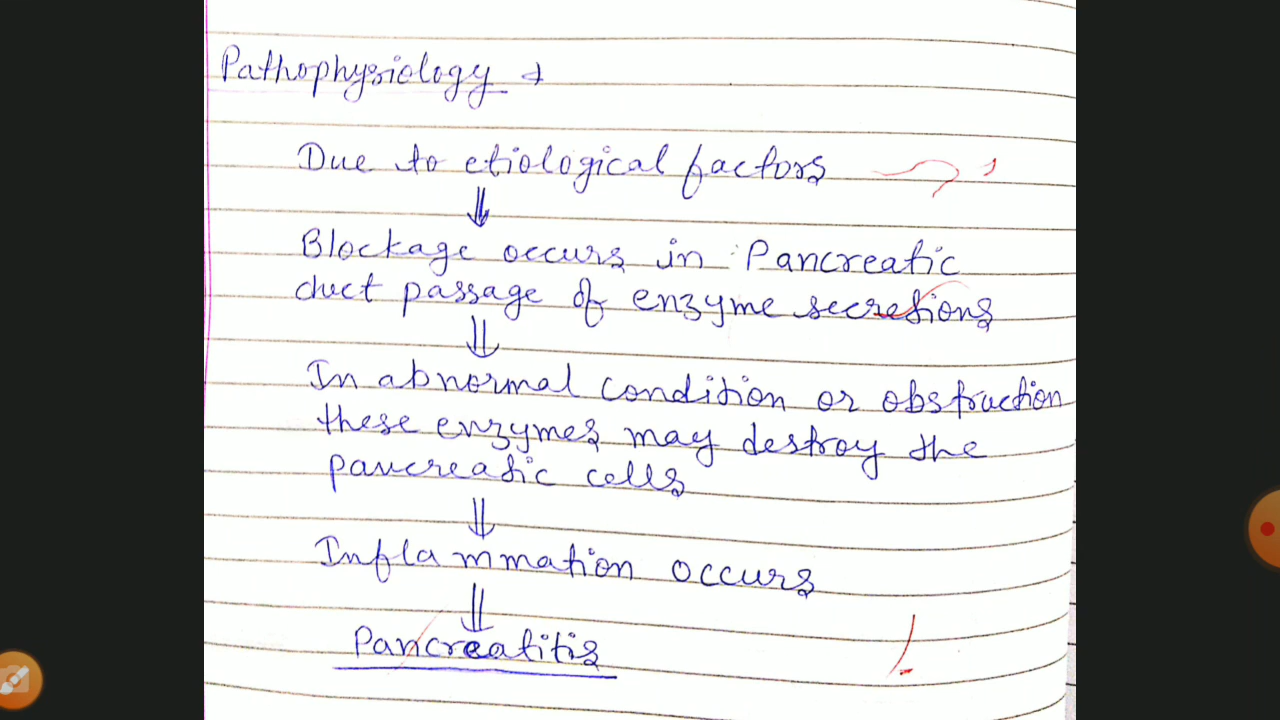 Pathophysiology →
Due to etiological factors
⇓
Blockage occurs in Pancreatic
duct passage of enzyme secretions
⇓
In abnormal condition or obstruction
these enzymes may destroy the
pancreatic cells
⇓
Inflammation occurs
⇓
Pancreatitis